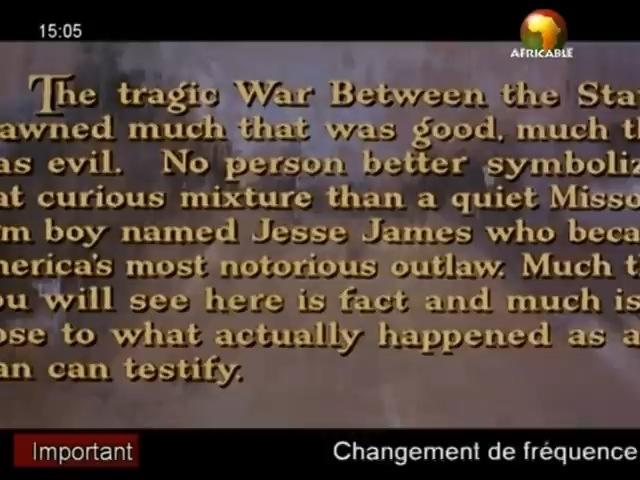 15:05
AFRICABLE
The tragic War Between the Sta
awned much that was good, much th
as evil. No person better symboliz
at curious mixture than a quiet Misso
m boy named Jesse James who beca
merica's most notorious outlaw. Much th
ou will see here is fact and much is
ose to what actually happened as a
an can testify.
Important
Changement de fréquence